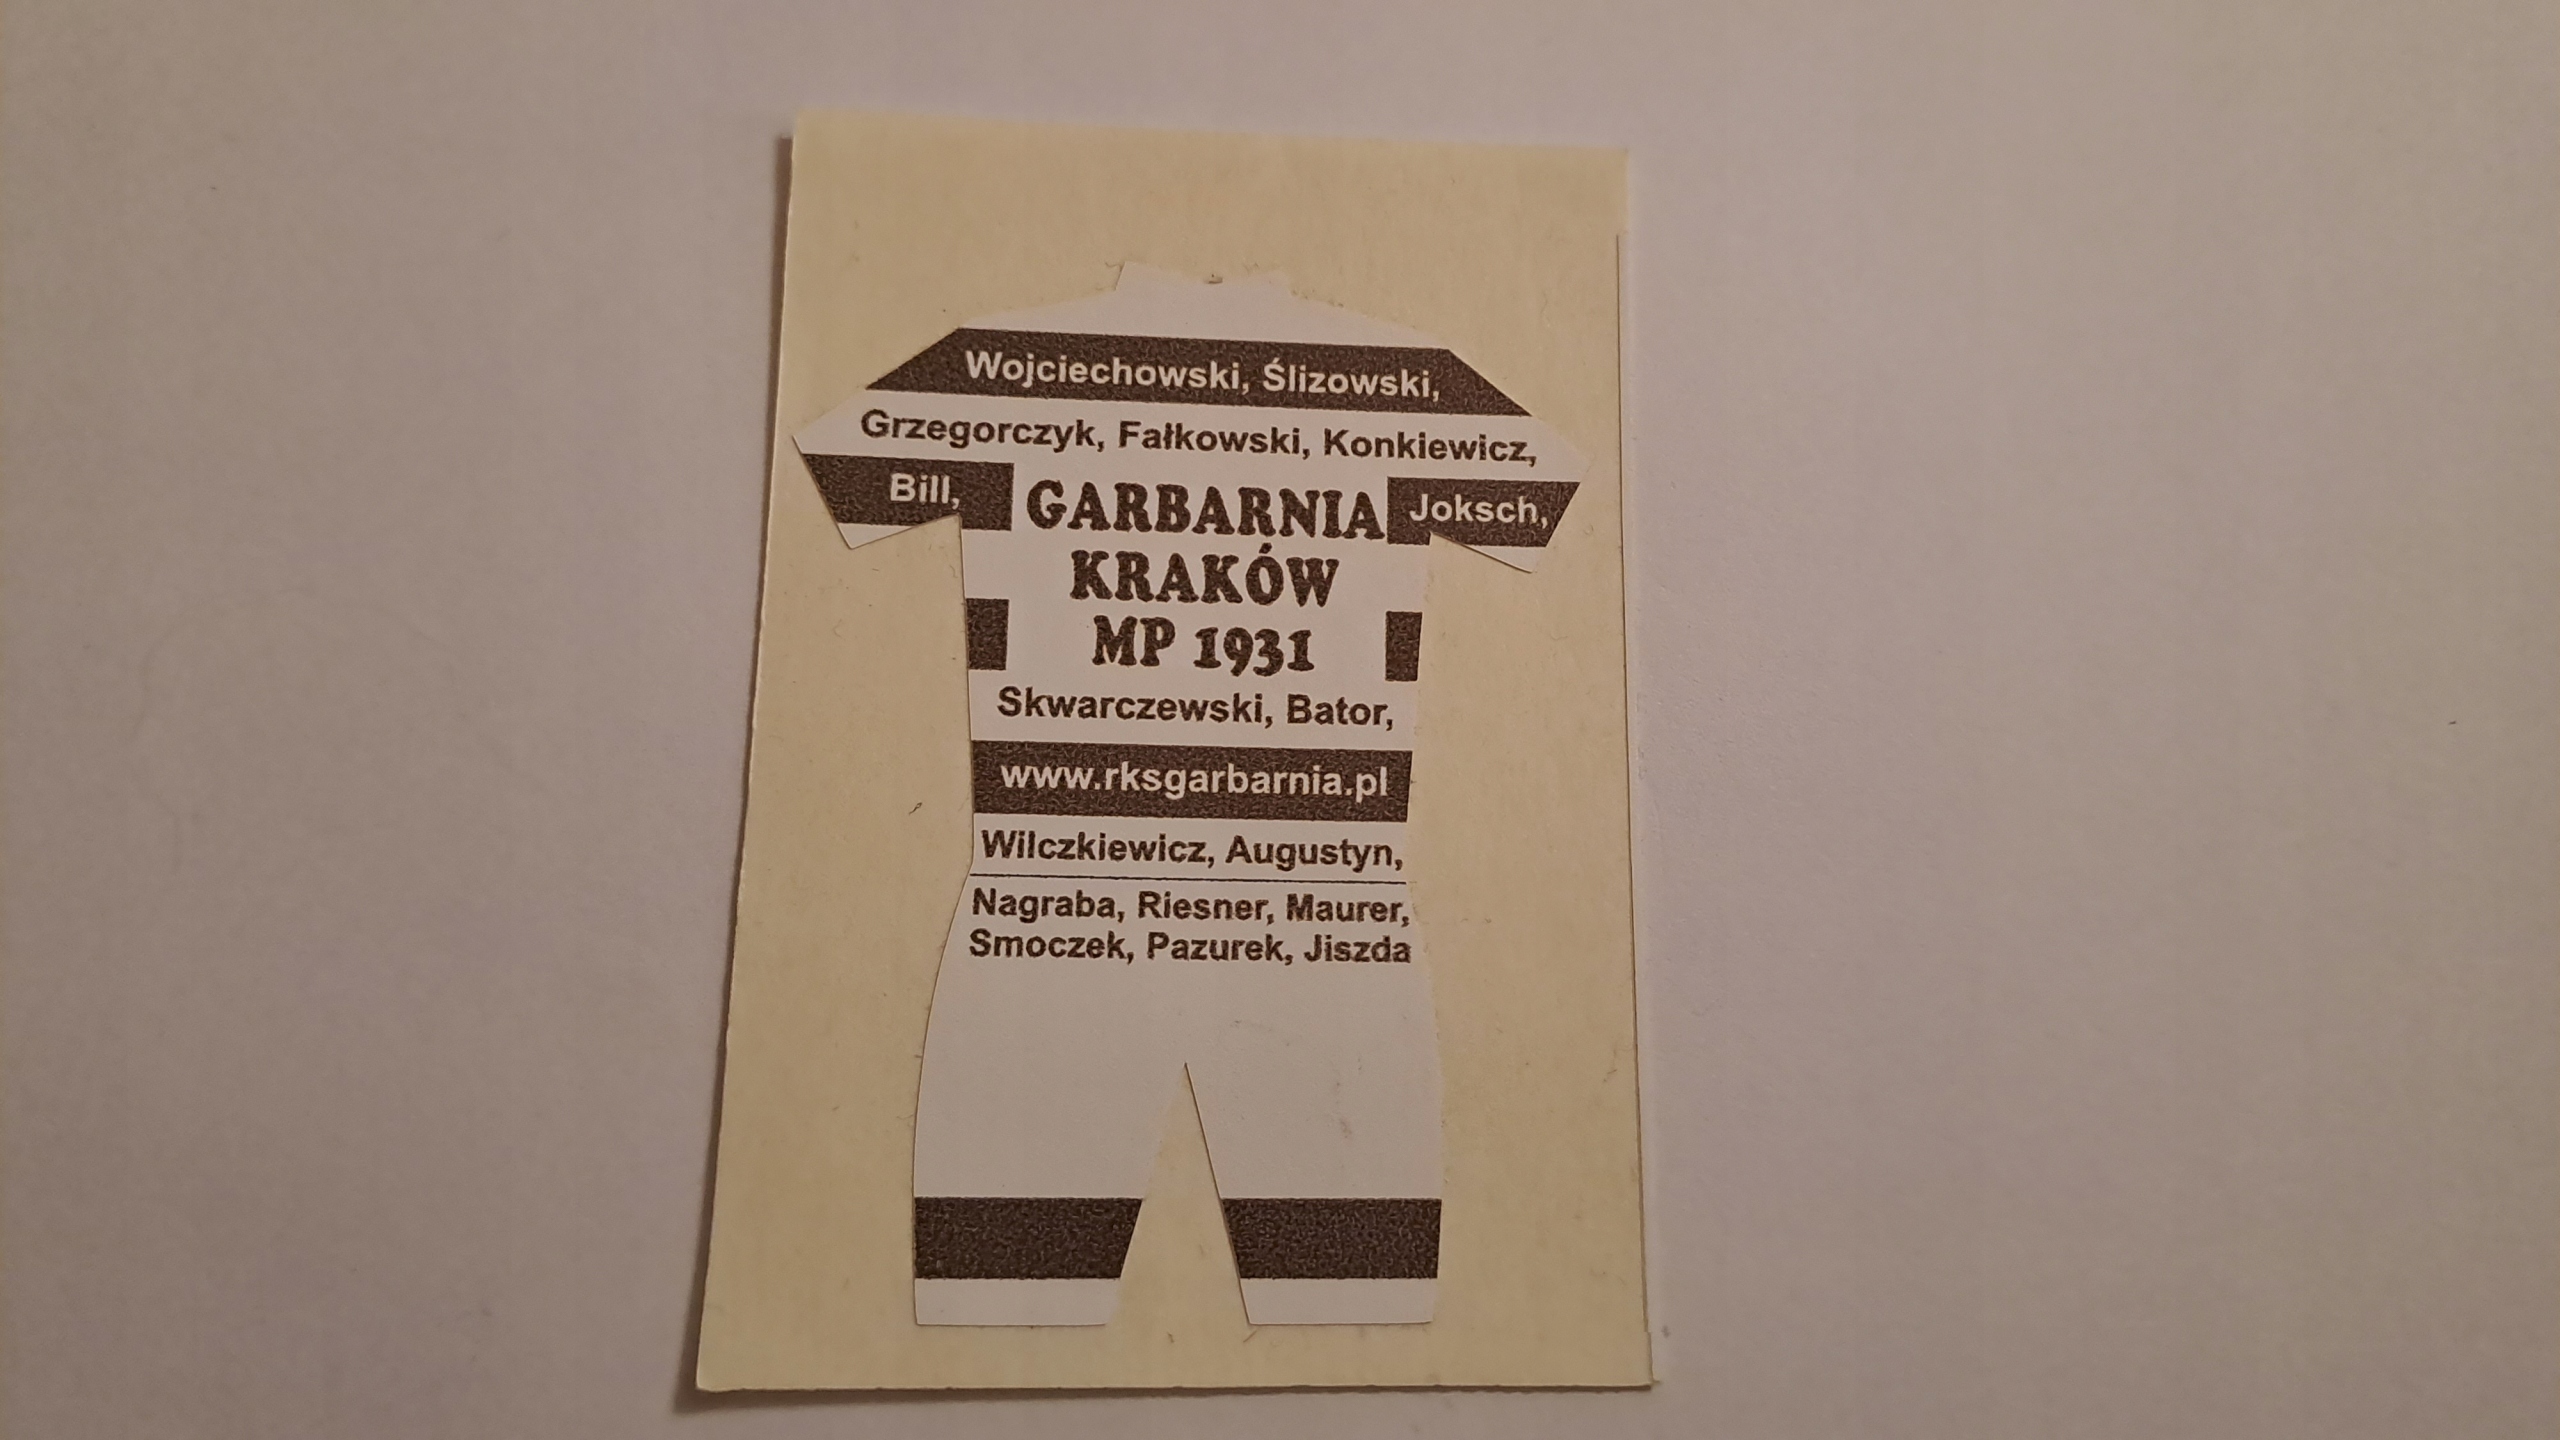 Wojciechowski, Ślizowski,
Grzegorczyk, Fałkowski, Konkiewicz,
Bill,
GARBARNIA
Joksch,
KRAKÓW
MP 1931
Skwarczewski, Bator,
www.rksgarbarnia.pl
Wilczkiewicz, Augustyn,
Nagraba, Riesner, Maurer,
Smoczek, Pazurek, Jiszda